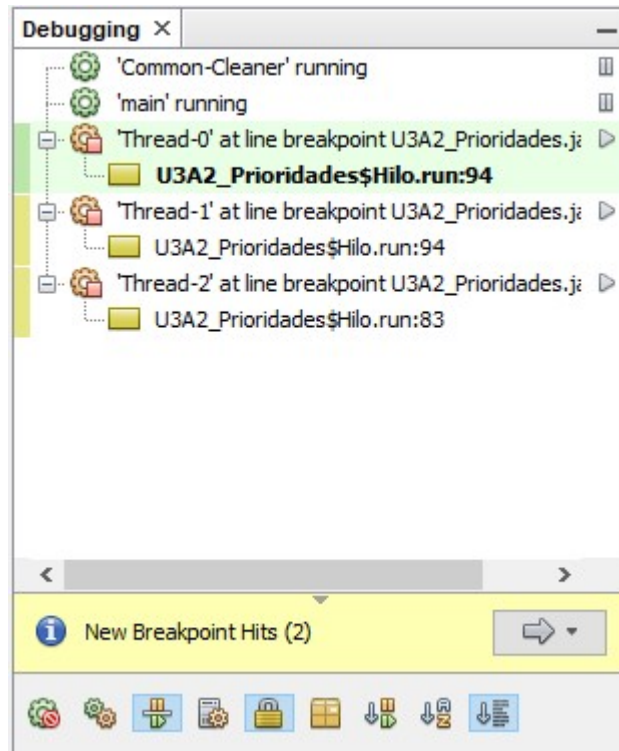 Debugging
'Common-Cleaner' running
'main' running
'Thread-0' at line breakpoint U3A2_Prioridades.ja
U3A2_Prioridades$Hilo.run:94
'Thread-1' at line breakpoint U3A2_Prioridades.ja
U3A2_Prioridades$Hilo.run:94
'Thread-2' at line breakpoint U3A2_Prioridades.ja
U3A2_Prioridades$Hilo.run:83
New Breakpoint Hits (2)